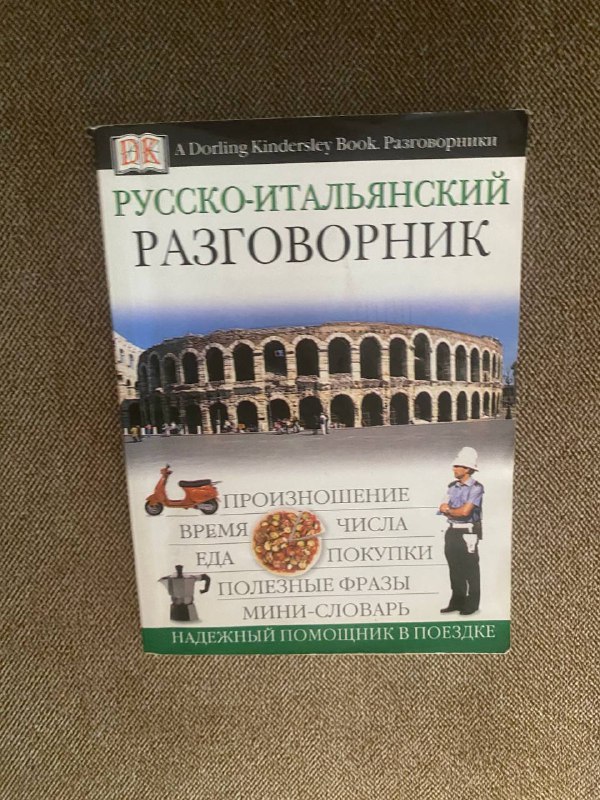 DK
A Dorling Kindersley Book. Разговорники
РУССКО-ИТАЛЬЯНСКИЙ
РАЗГОВОРНИК
ПРОИЗНОШЕНИЕ
ВРЕМЯ ЧИСЛА
ЕДА ПОКУПКИ
ПОЛЕЗНЫЕ ФРАЗЫ
МИНИ-СЛОВАРЬ
НАДЕЖНЫЙ ПОМОЩНИК В ПОЕЗДКЕ